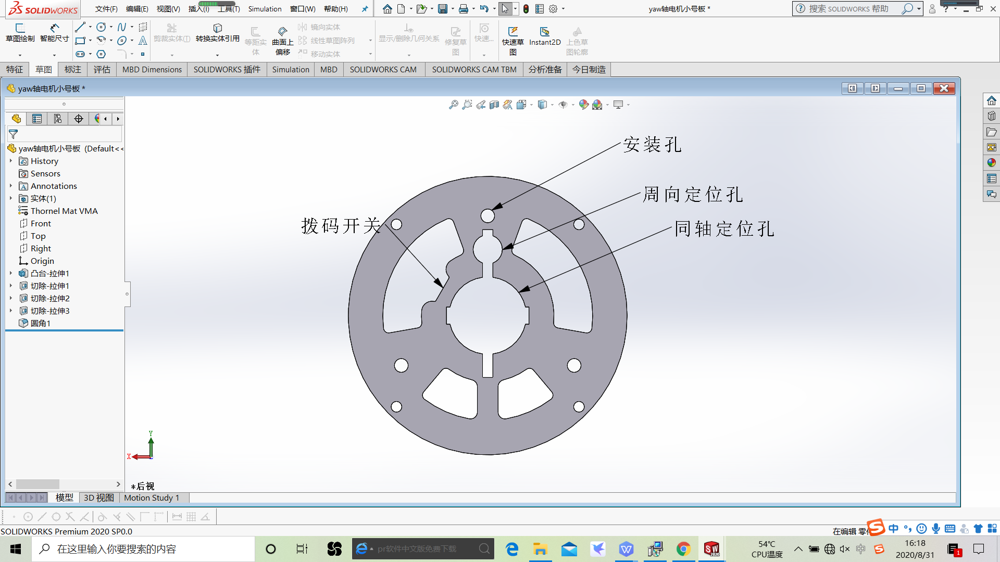 SOLIDWORKS
文件(F) 编辑(E) 视图(V) 插入(I) 工具(T) Simulation 窗口(W) 帮助(H)
yaw轴电机小号板 *
搜索 SOLIDWORKS 帮助
草图绘制 智能尺寸
剪裁实体(T) 转换实体引用
等距实体
曲面上偏移
镜向实体
线性草图阵列
移动实体
显示/删除几何关系
修复草图
快速...
快速草图
Instant2D
上色草图轮廓
特征 草图 标注 评估 MBD Dimensions SOLIDWORKS 插件 Simulation MBD SOLIDWORKS CAM SOLIDWORKS CAM TBM 分析准备 今日制造
yaw轴电机小号板 *
yaw轴电机小号板 (Default<<
History
Sensors
Annotations
实体(1)
Thornel Mat VMA
Front
Top
Right
Origin
凸台-拉伸1
切除-拉伸1
切除-拉伸2
切除-拉伸3
圆角1
安装孔
周向定位孔
拨码开关
同轴定位孔
Y
X
*后视
模型 3D 视图 Motion Study 1
SOLIDWORKS Premium 2020 SP0.0
在编辑 零
中
在这里输入你要搜索的内容
pr软件中文版免费下载
54℃
CPU温度
中
16:18
2020/8/31
1